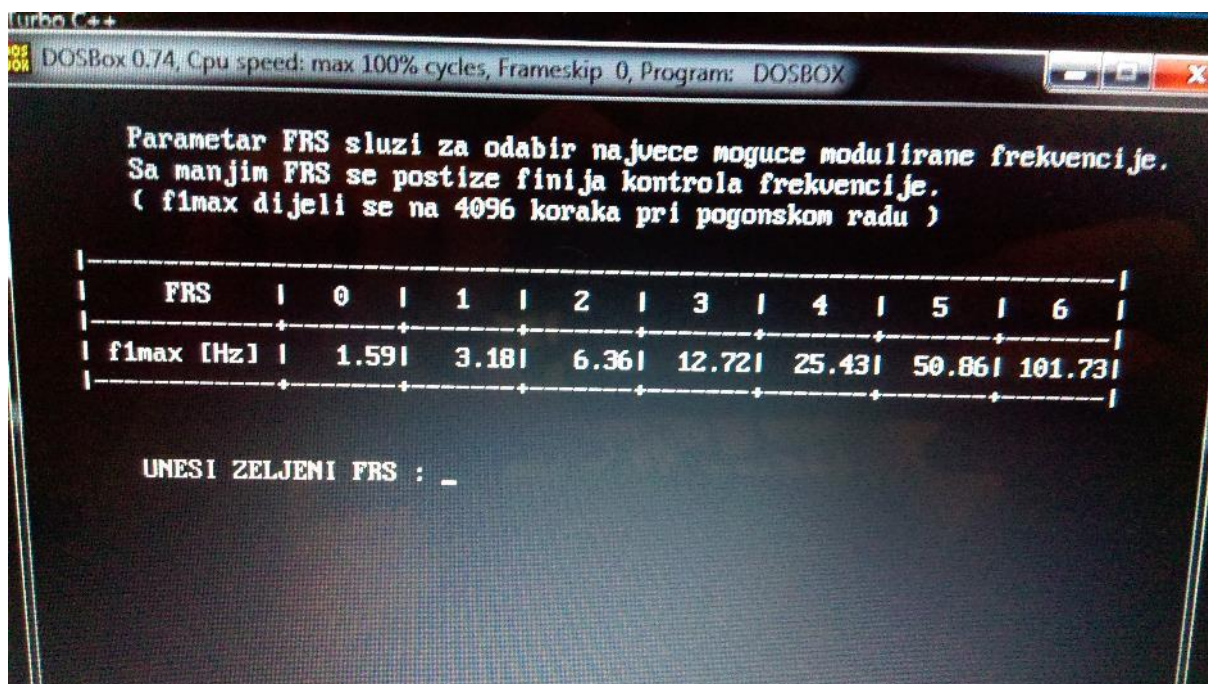 Turbo C++
DOSBox 0.74, Cpu speed: max 100% cycles, Frameskip 0, Program: DOSBOX
Parametar FRS sluzi za odabir najvece moguce modulirane frekvencije.
Sa manjim FRS se postize finija kontrola frekvencije.
( f1max dijeli se na 4096 koraka pri pogonskom radu )
FRS | 0 | 1 | 2 | 3 | 4 | 5 | 6 |
f1max [Hz] | 1.59| 3.18| 6.36| 12.72| 25.43| 50.86| 101.73|
UNESI ZELJENI FRS : _